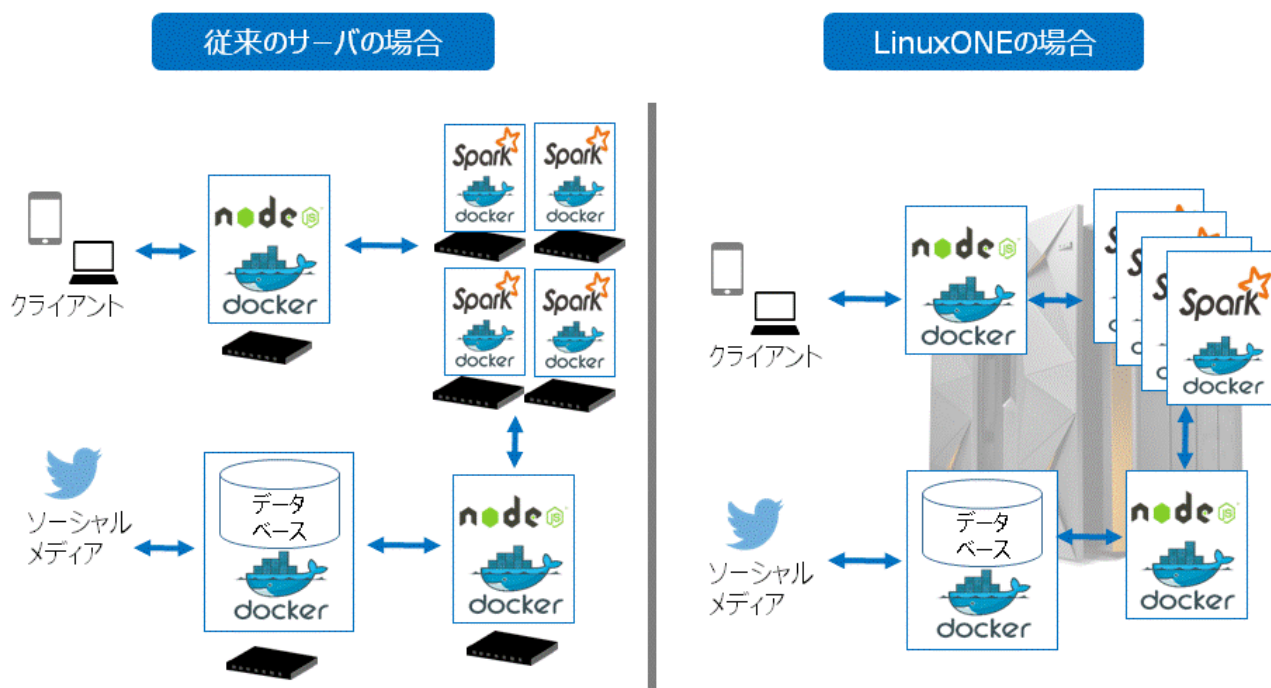 従来のサーバの場合
Spark
docker
Spark
docker
node JS
docker
クライアント
Spark
docker
Spark
docker
ソーシャル
メディア
データ
ベース
docker
node JS
docker
LinuxONEの場合
node JS
docker
クライアント
Spark
docker
ソーシャル
メディア
データ
ベース
docker
node JS
docker